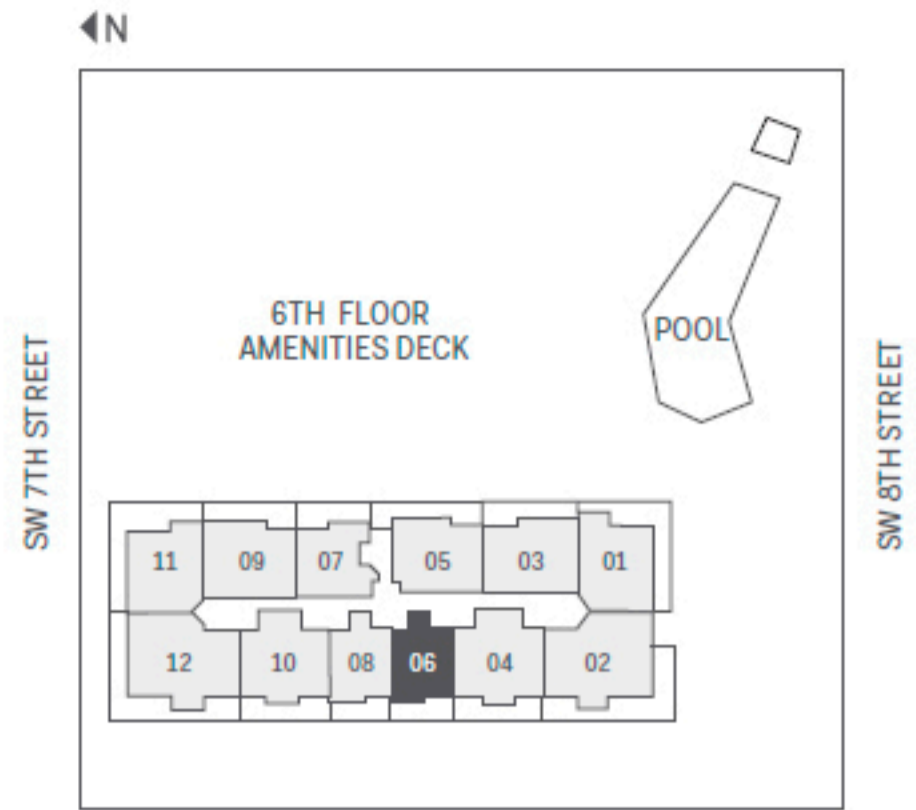 N
6TH FLOOR
AMENITIES DECK
POOL
SW 7TH STREET
SW 8TH STREET
11
09
07
05
03
01
12
10
08
06
04
02